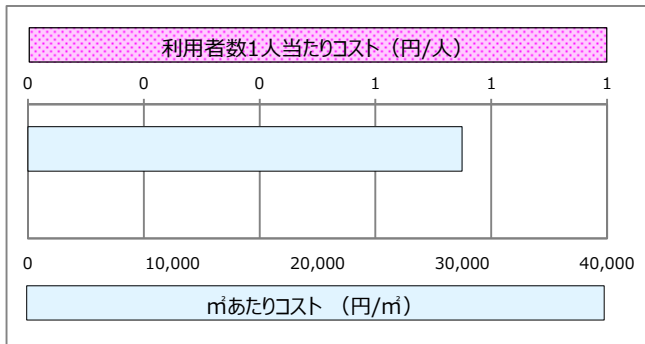 利用者数1人当たりコスト（円/人）
0 0 0 1 1 1
0 10,000 20,000 30,000 40,000
㎡あたりコスト （円/㎡）